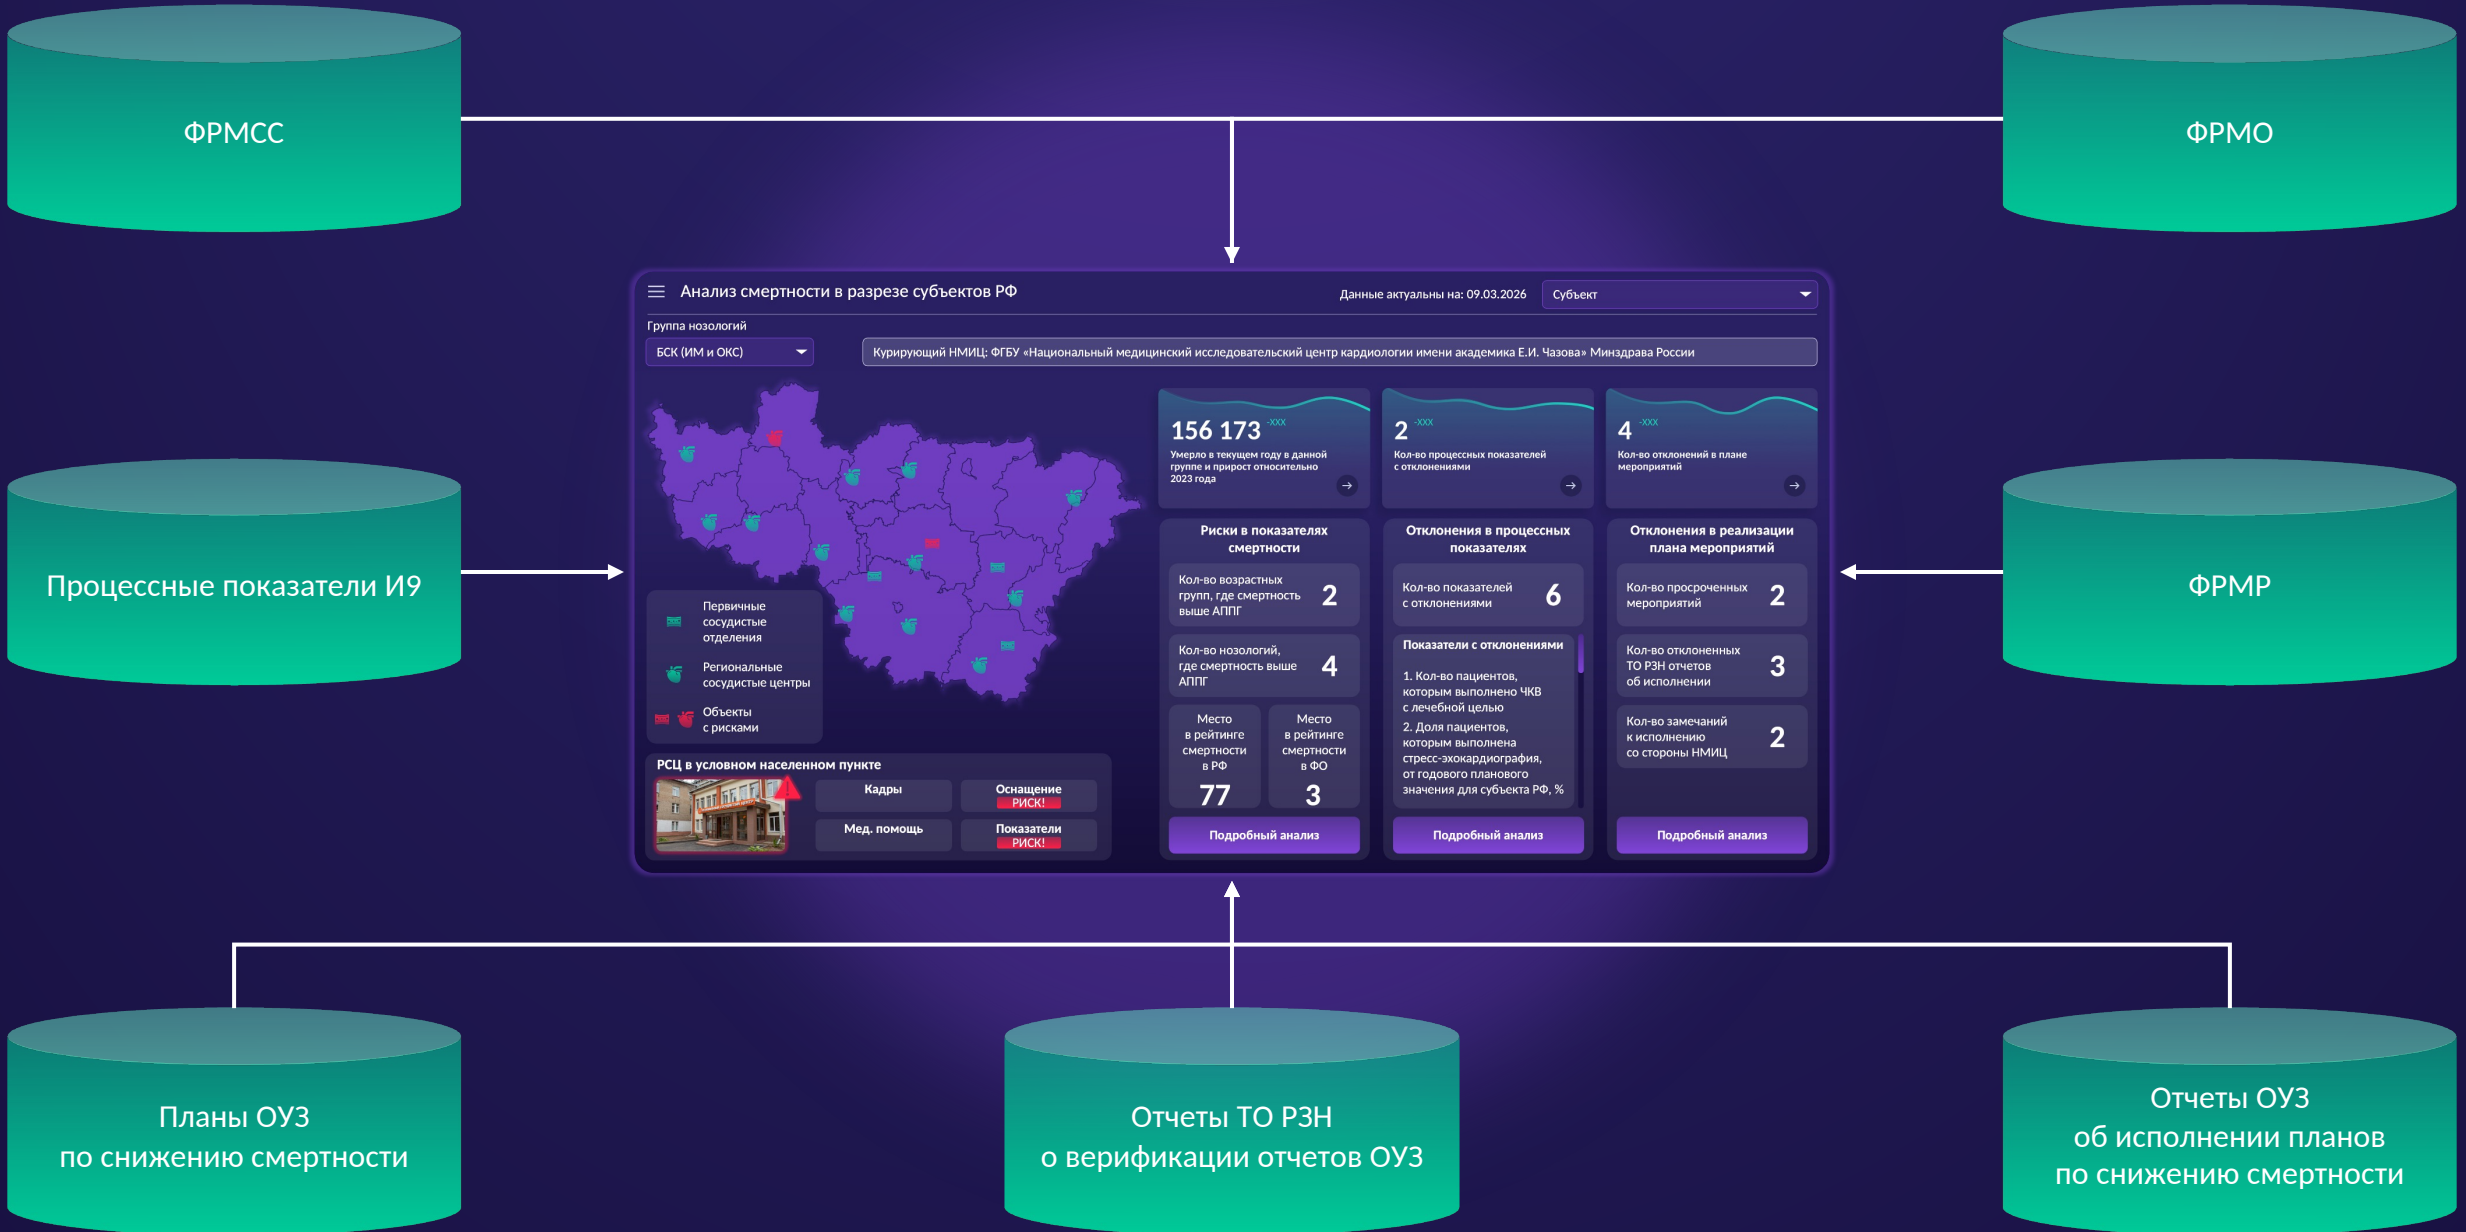 ФРМСС
ФРМО
Анализ смертности в разрезе субъектов РФ
Данные актуальны на: 09.03.2026
Субъект
Группа нозологий
БСК (ИМ и ОКС)
Курирующий НМИЦ: ФГБУ «Национальный медицинский исследовательский центр кардиологии имени академика Е.И. Чазова» Минздрава России
156 173 -XXX
Умерло в текущем году в данной
группе и прирост относительно
2023 года
2 -XXX
Кол-во процессных показателей
с отклонениями
4 -XXX
Кол-во отклонений в плане
мероприятий
Процессные показатели И9
ФРМР
Первичные
сосудистые
отделения
Региональные
сосудистые центры
Объекты
с рисками
РСЦ в условном населенном пункте
Кадры
Оснащение
РИСК!
Мед. помощь
Показатели
РИСК!
Риски в показателях
смертности
Кол-во возрастных
групп, где смертность
выше АППГ
2
Кол-во нозологий,
где смертность выше
АППГ
4
Место
в рейтинге
смертности
в РФ
77
Место
в рейтинге
смертности
в ФО
3
Подробный анализ
Отклонения в процессных
показателях
Кол-во показателей
с отклонениями
6
Показатели с отклонениями
1. Кол-во пациентов,
которым выполнено ЧКВ
с лечебной целью
2. Доля пациентов,
которым выполнена
стресс-эхокардиография,
от годового планового
значения для субъекта РФ, %
Подробный анализ
Отклонения в реализации
плана мероприятий
Кол-во просроченных
мероприятий
2
Кол-во отклоненных
ТО РЗН отчетов
об исполнении
3
Кол-во замечаний
к исполнению
со стороны НМИЦ
2
Подробный анализ
Планы ОУЗ
по снижению смертности
Отчеты ТО РЗН
о верификации отчетов ОУЗ
Отчеты ОУЗ
об исполнении планов
по снижению смертности